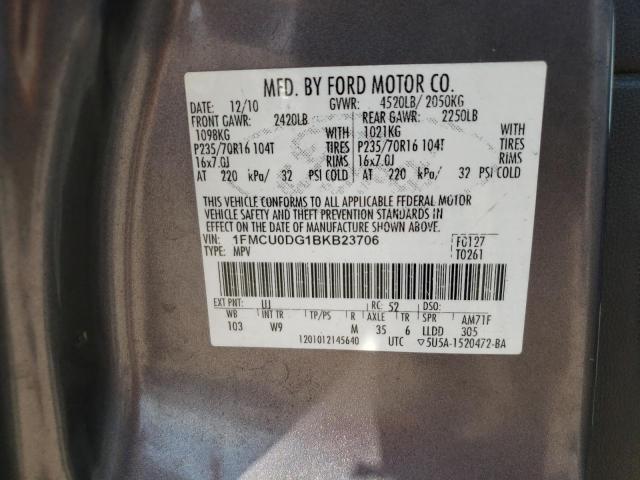 MFD. BY FORD MOTOR CO.
DATE: 12/10 GVWR: 4520LB/ 2050KG
FRONT GAWR: 2420LB REAR GAWR: 2250LB
1098KG WITH 1021KG WITH
P235/70R16 104T TIRES P235/70R16 104T TIRES
16x7.0J RIMS 16x7.0J RIMS
AT 220 kPa/ 32 PSI COLD AT 220 kPa/ 32 PSI COLD
THIS VEHICLE CONFORMS TO ALL APPLICABLE FEDERAL MOTOR
VEHICLE SAFETY AND THEFT PREVENTION STANDARDS IN
EFFECT ON THE DATE OF MANUFACTURE SHOWN ABOVE.
VIN: 1FMCU0DG1BKB23706 F0127
TYPE: MPV T0261
EXT PNT: UJ RC: 52 DSO:
WB INT TR TP/PS R AXLE TR SPR AM71F
103 W9 M 35 6 LLDD 305
1201012145640 UTC ▽5U5A-1520472-BA